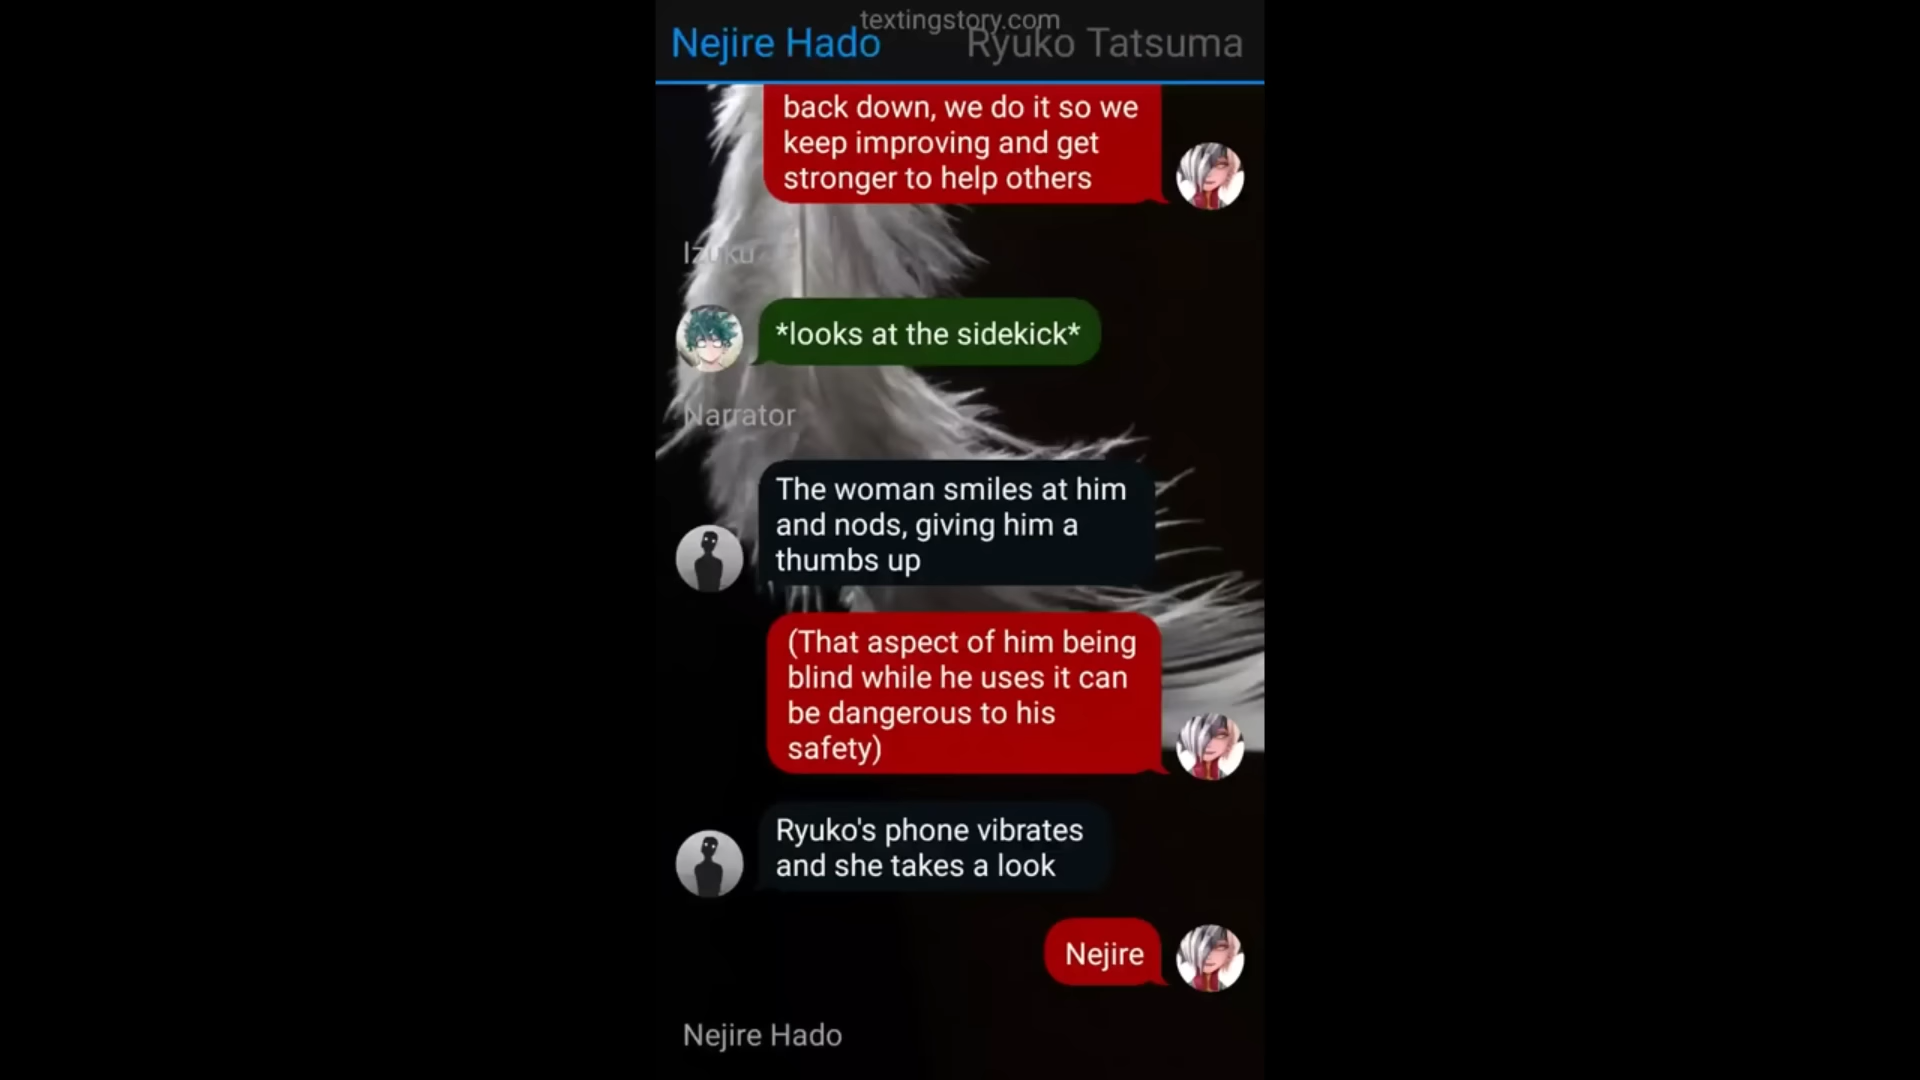 textingstory.com
Nejire Hado
Ryuko Tatsuma
back down, we do it so we
keep improving and get
stronger to help others
Izuku
*looks at the sidekick*
Narrator
The woman smiles at him
and nods, giving him a
thumbs up
(That aspect of him being
blind while he uses it can
be dangerous to his
safety)
Ryuko's phone vibrates
and she takes a look
Nejire
Nejire Hado